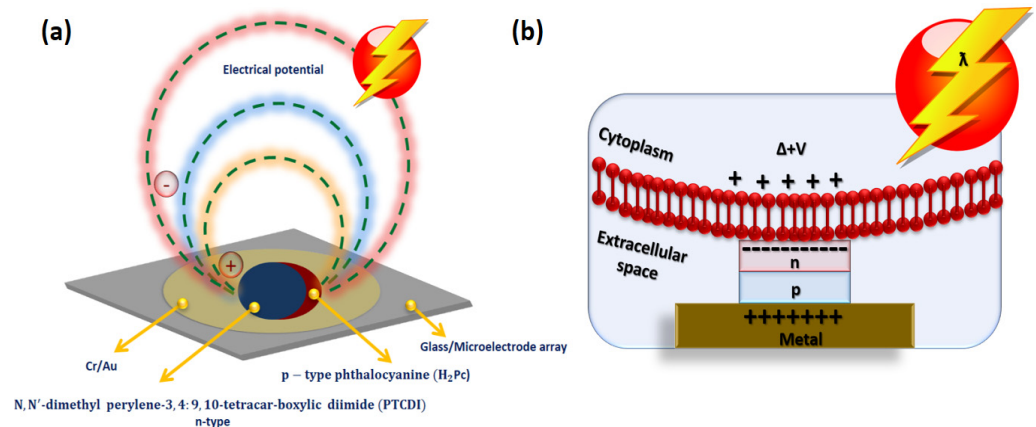 (a)
Electrical potential
-
+
Cr/Au
Glass/Microelectrode array
p − type phthalocyanine (H₂Pc)
N, N′-dimethyl perylene-3, 4: 9, 10-tetracar-boxylic diimide (PTCDI)
n-type
(b)
ƛ
Cytoplasm
Δ+V
+ + + + +
Extracellular
space
-----------
n
p
+++++++
Metal